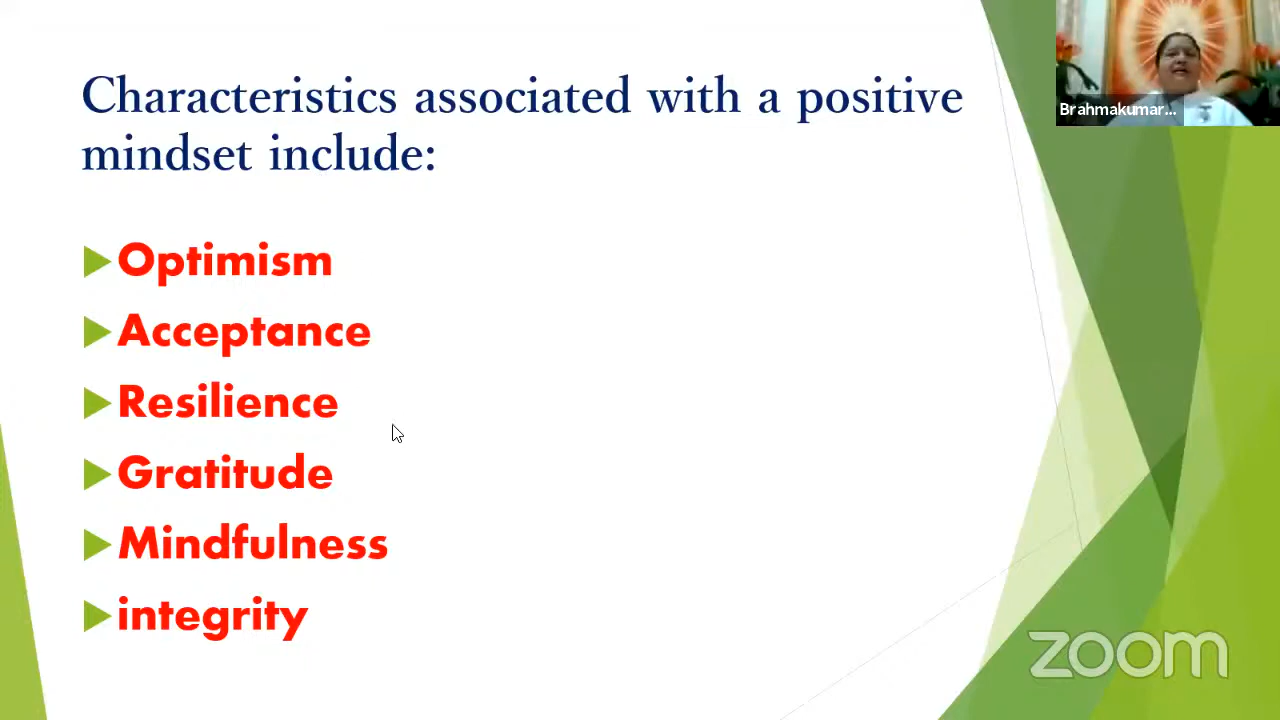 Characteristics associated with a positive
mindset include:
Optimism
Acceptance
Resilience
Gratitude
Mindfulness
integrity
Brahmakumar...
zoom